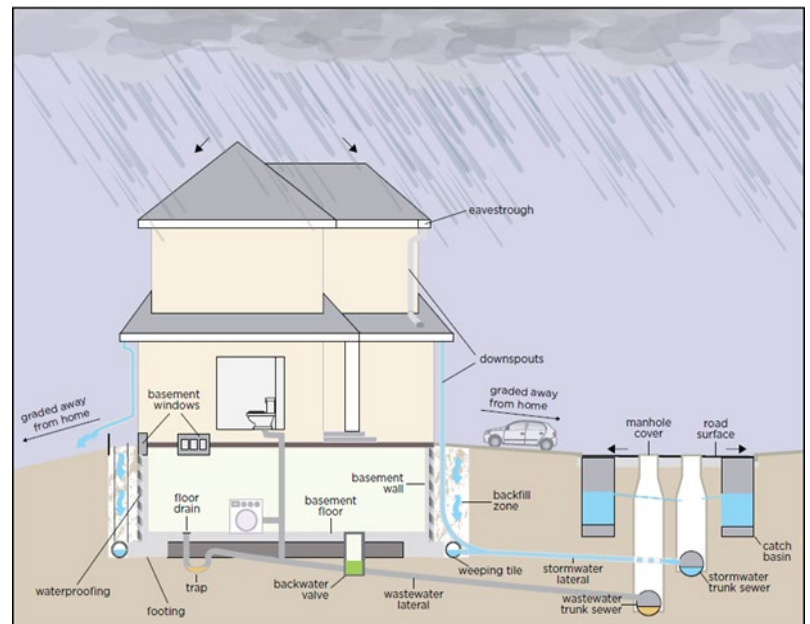 eavestrough
downspouts
graded away
from home
graded away
from home
basement
windows
manhole
cover
road
surface
floor
drain
basement
floor
basement
wall
backfill
zone
catch
basin
waterproofing
footing
trap
backwater
valve
wastewater
lateral
weeping tile
stormwater
lateral
stormwater
trunk sewer
wastewater
trunk sewer